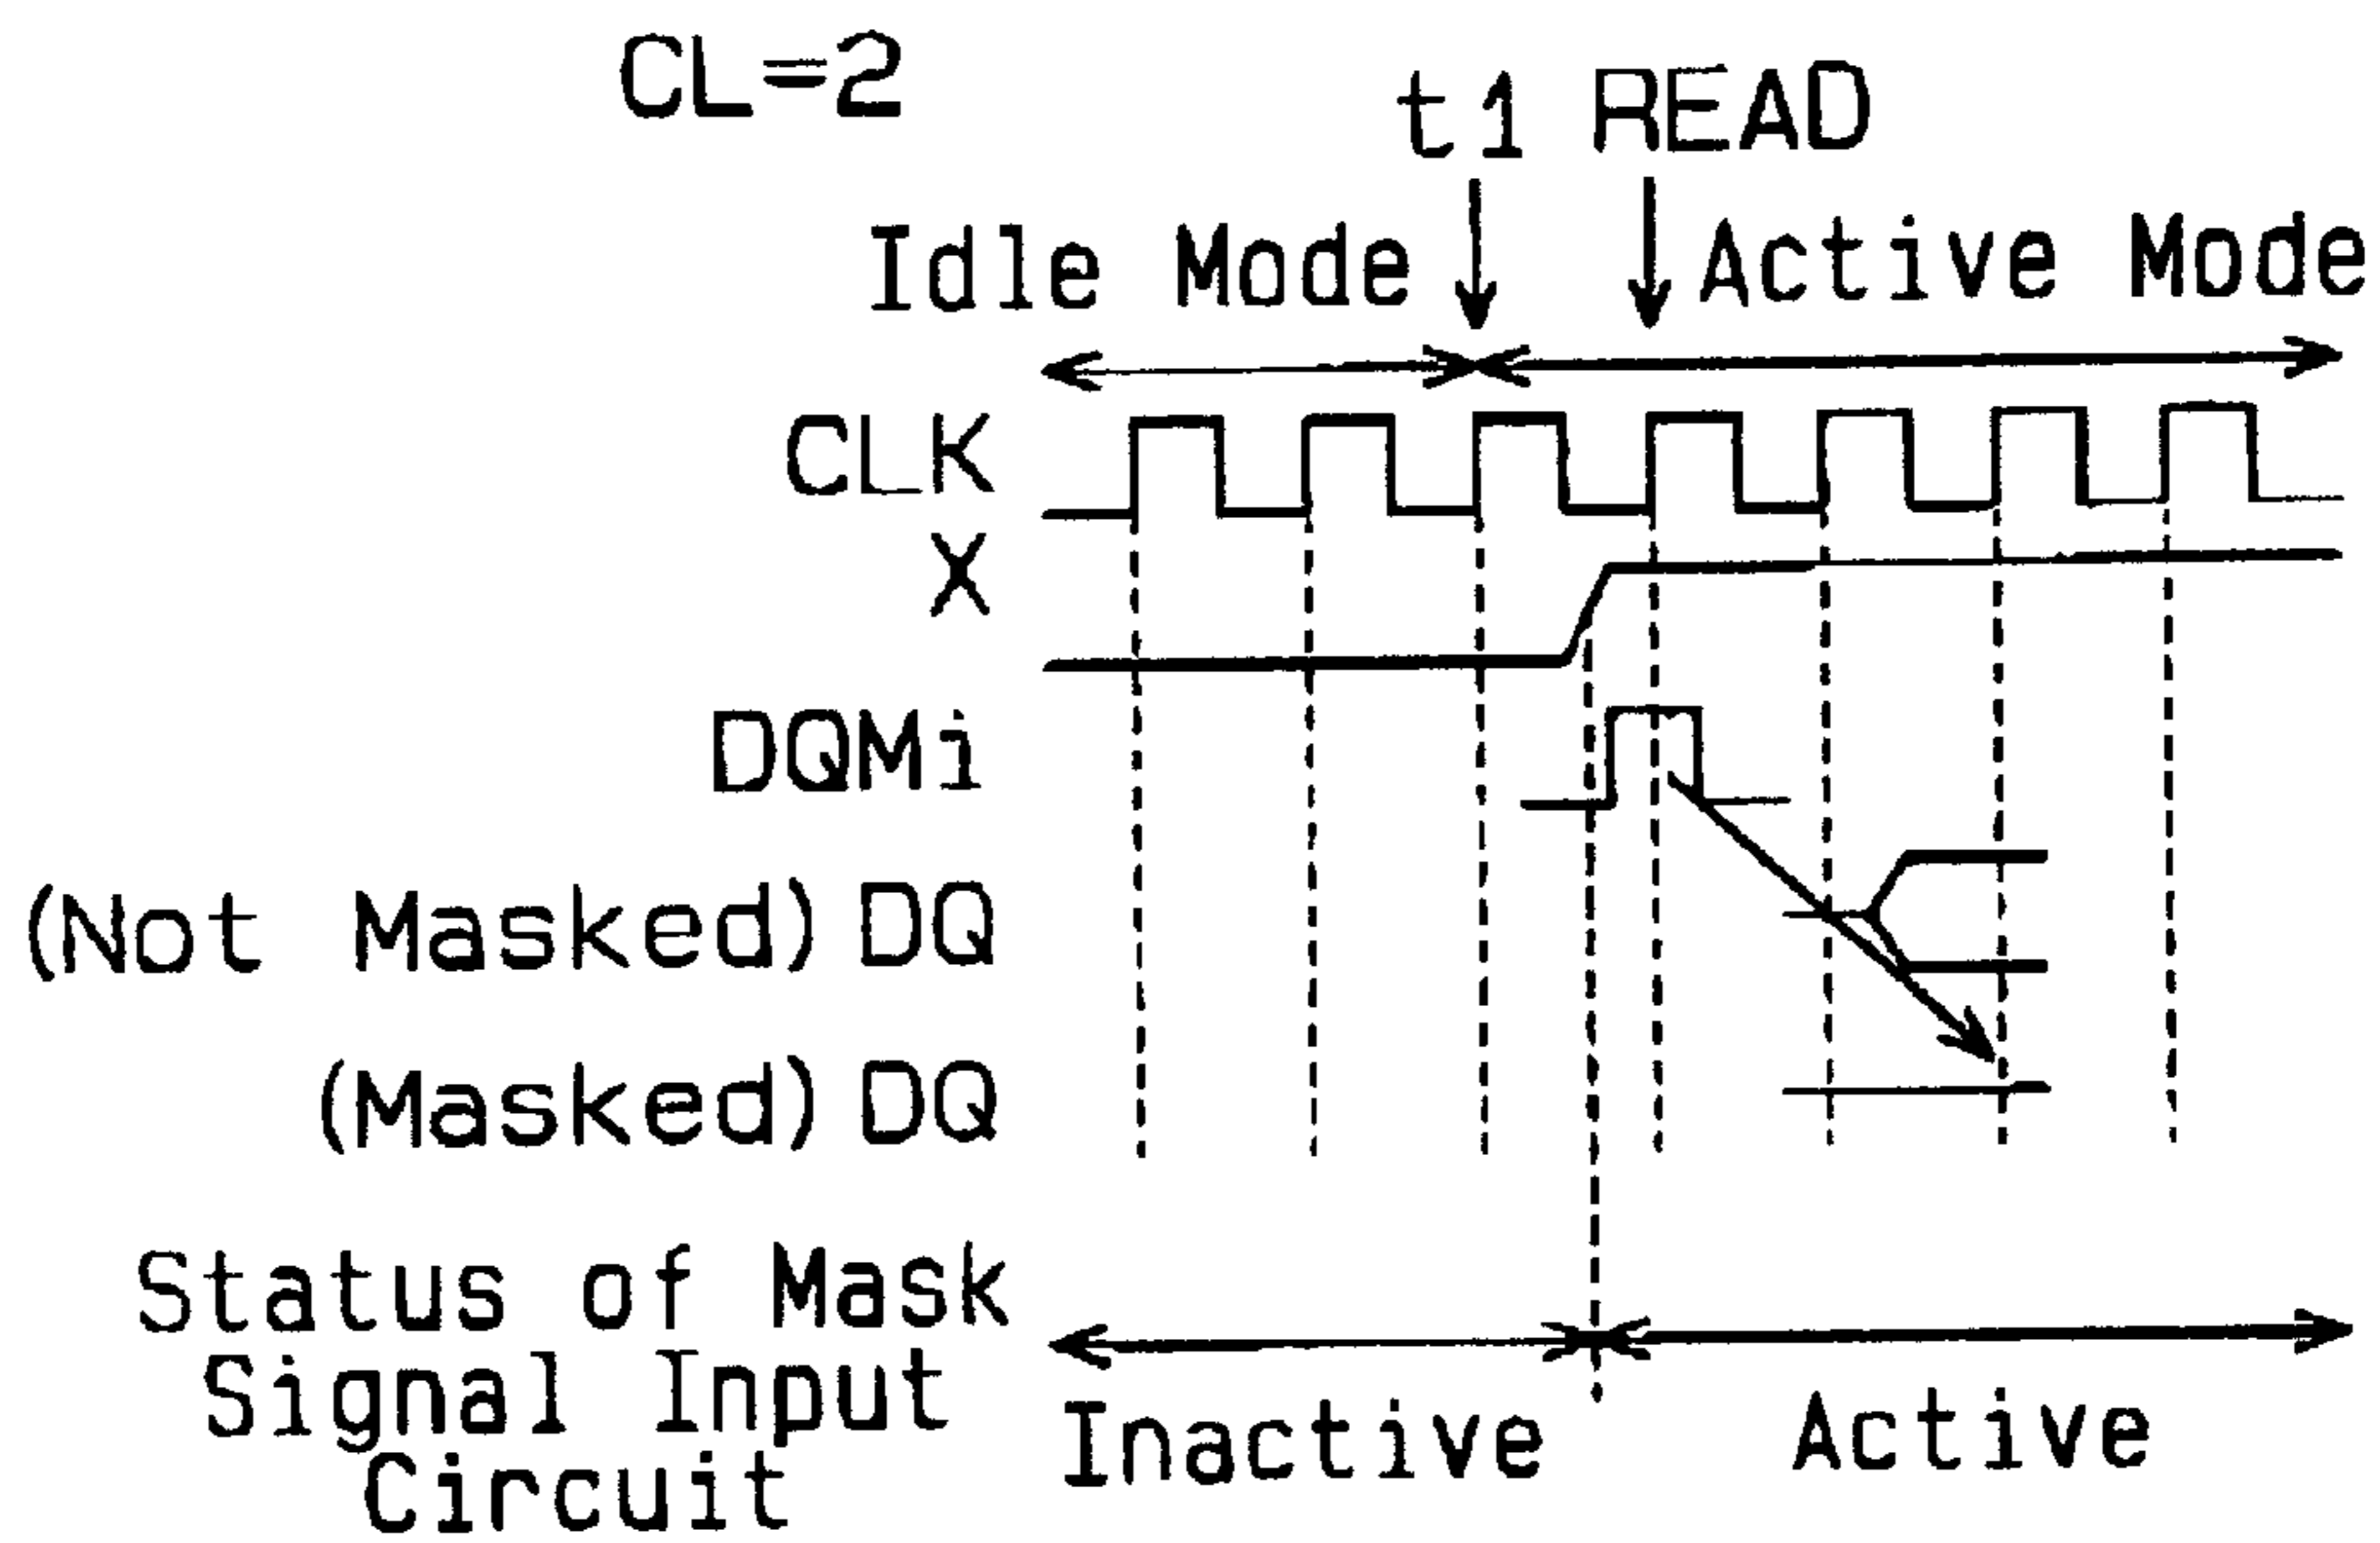 CL=2
t1 READ
Idle Mode Active Mode
CLK
X
DQMi
(Not Masked) DQ
(Masked) DQ
Status of Mask
Signal Input
Circuit
Inactive Active